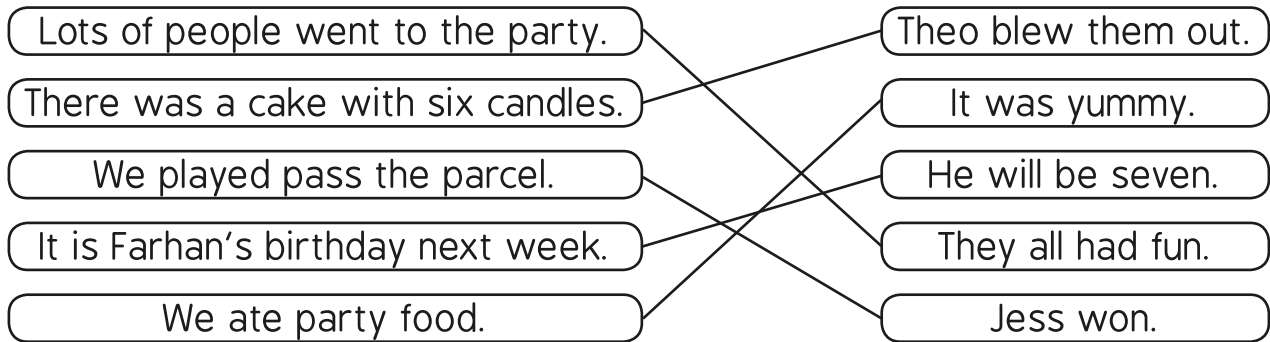 Lots of people went to the party.
Theo blew them out.
There was a cake with six candles.
It was yummy.
We played pass the parcel.
He will be seven.
It is Farhan's birthday next week.
They all had fun.
We ate party food.
Jess won.